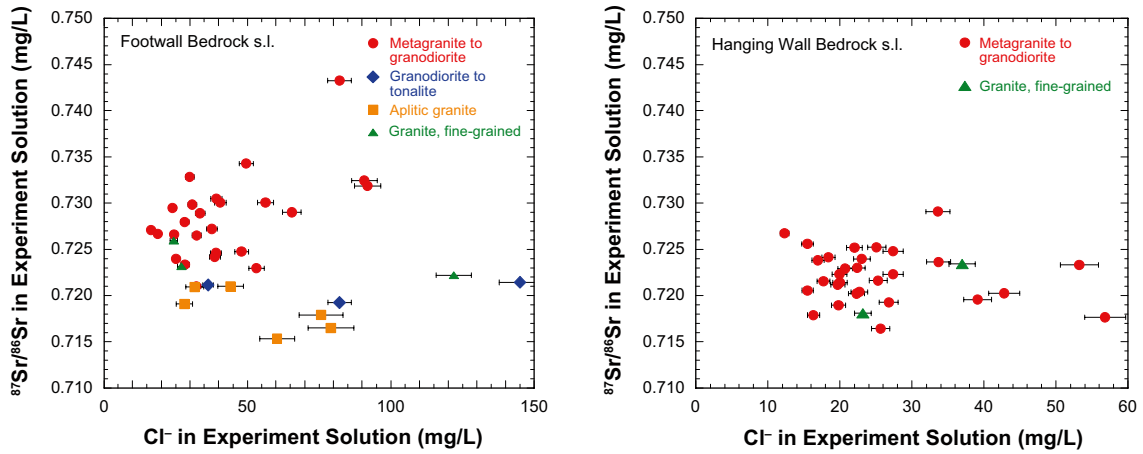 Footwall Bedrock s.l.
Metagranite to
granodiorite
Granodiorite to
tonalite
Aplitic granite
Granite, fine-grained
0.750
0.745
0.740
0.735
0.730
0.725
0.720
0.715
0.710
⁸⁷Sr/⁸⁶Sr in Experiment Solution (mg/L)
0
50
100
150
Cl⁻ in Experiment Solution (mg/L)
Hanging Wall Bedrock s.l.
Metagranite to
granodiorite
Granite, fine-grained
0.750
0.745
0.740
0.735
0.730
0.725
0.720
0.715
0.710
⁸⁷Sr/⁸⁶Sr in Experiment Solution (mg/L)
0
10
20
30
40
50
60
Cl⁻ in Experiment Solution (mg/L)